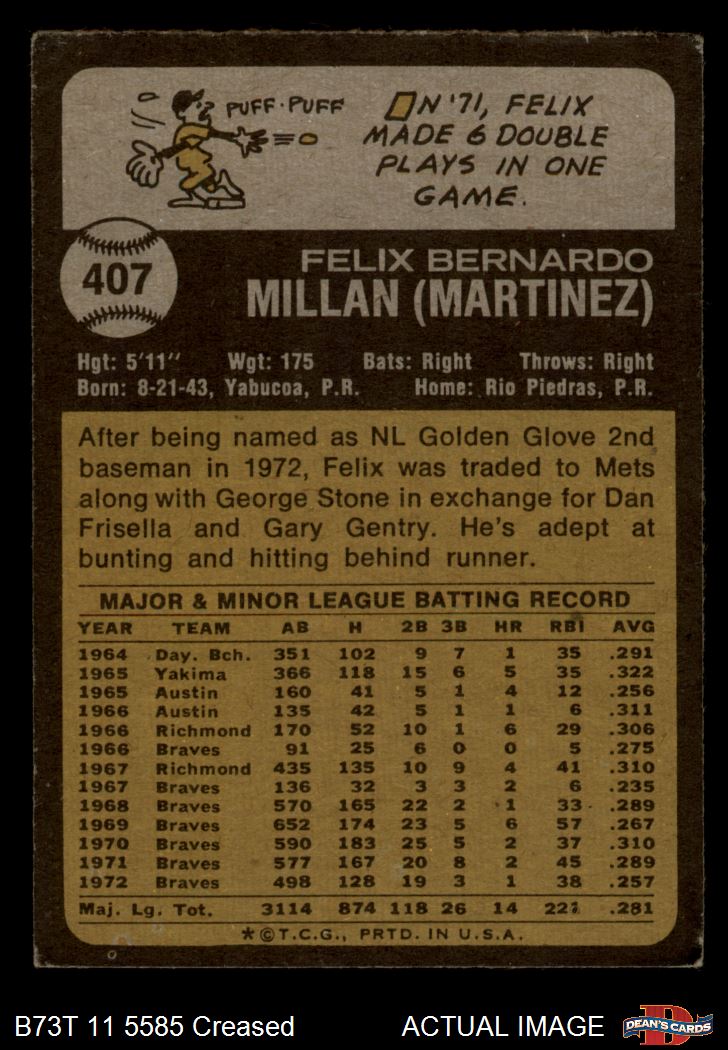 PUFF·PUFF
IN '71, FELIX
MADE 6 DOUBLE
PLAYS IN ONE
GAME.
407
FELIX BERNARDO
MILLAN (MARTINEZ)
Hgt: 5'11" Wgt: 175 Bats: Right Throws: Right
Born: 8-21-43, Yabucoa, P.R. Home: Rio Piedras, P.R.
After being named as NL Golden Glove 2nd
baseman in 1972, Felix was traded to Mets
along with George Stone in exchange for Dan
Frisella and Gary Gentry. He's adept at
bunting and hitting behind runner.
MAJOR & MINOR LEAGUE BATTING RECORD
YEAR TEAM AB H 2B 3B HR RBI AVG
1964 Day. Bch. 351 102 9 7 1 35 .291
1965 Yakima 366 118 15 6 5 35 .322
1965 Austin 160 41 5 1 4 12 .256
1966 Austin 135 42 5 1 1 6 .311
1966 Richmond 170 52 10 1 6 29 .306
1966 Braves 91 25 6 0 0 5 .275
1967 Richmond 435 135 10 9 4 41 .310
1967 Braves 136 32 3 3 2 6 .235
1968 Braves 570 165 22 2 1 33 .289
1969 Braves 652 174 23 5 6 57 .267
1970 Braves 590 183 25 5 2 37 .310
1971 Braves 577 167 20 8 2 45 .289
1972 Braves 498 128 19 3 1 38 .257
Maj. Lg. Tot. 3114 874 118 26 14 221 .281
*©T.C.G., PRTD. IN U.S.A.
B73T 11 5585 Creased ACTUAL IMAGE
DEAN'S CARDS